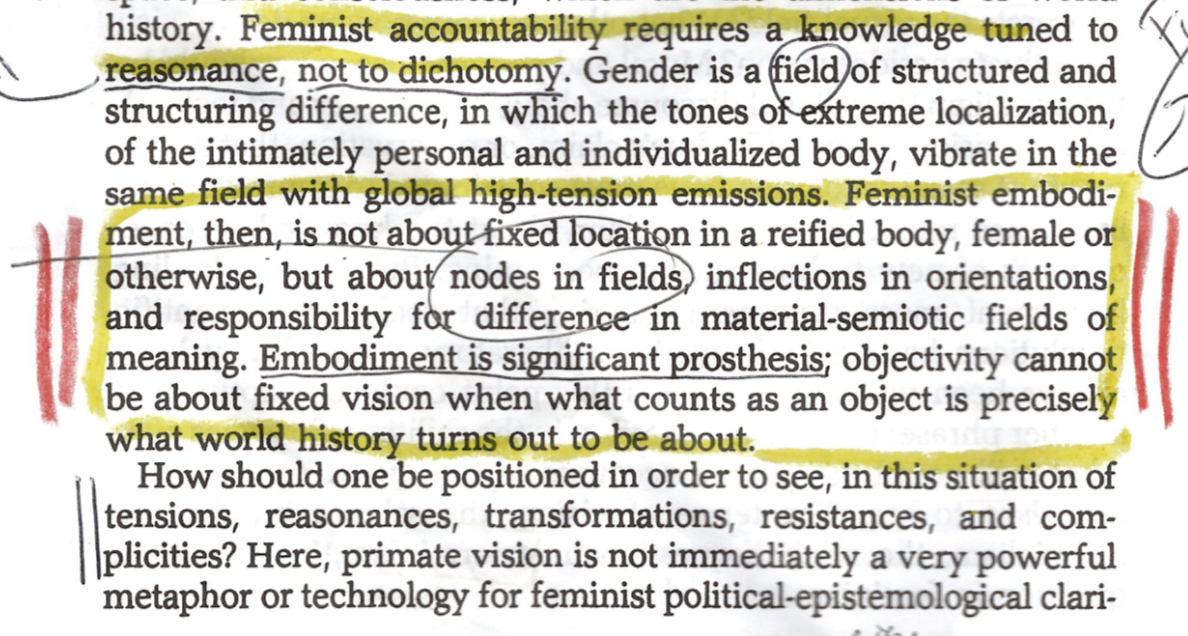 history. Feminist accountability requires a knowledge tuned to
reasonance, not to dichotomy. Gender is a field of structured and
structuring difference, in which the tones of extreme localization,
of the intimately personal and individualized body, vibrate in the
same field with global high-tension emissions. Feminist embodi-
ment, then, is not about fixed location in a reified body, female or
otherwise, but about nodes in fields, inflections in orientations,
and responsibility for difference in material-semiotic fields of
meaning. Embodiment is significant prosthesis; objectivity cannot
be about fixed vision when what counts as an object is precisely
what world history turns out to be about.
How should one be positioned in order to see, in this situation of
tensions, reasonances, transformations, resistances, and com-
plicities? Here, primate vision is not immediately a very powerful
metaphor or technology for feminist political-epistemological clari-